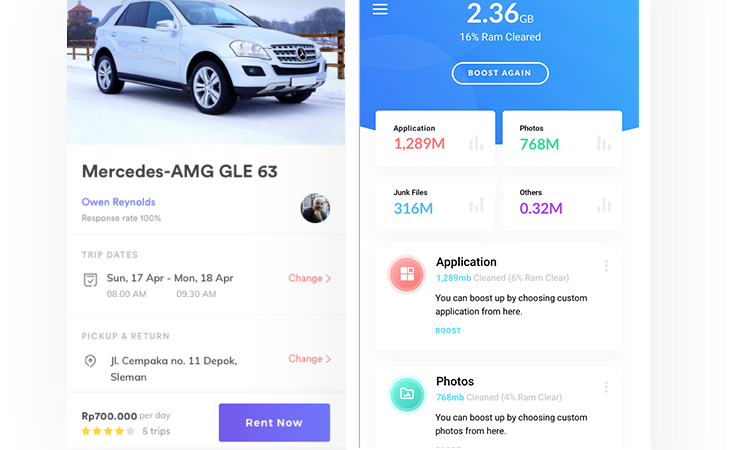 Mercedes-AMG GLE 63
Owen Reynolds
Response rate 100%
TRIP DATES
Sun, 17 Apr - Mon, 18 Apr
Change >
08.00 AM
09.30 AM
PICKUP & RETURN
Jl. Cempaka no. 11 Depok,
Sleman
Change >
Rp700.000 per day
5 trips
Rent Now
2.36GB
16% Ram Cleared
BOOST AGAIN
Application
1,289M
Photos
768M
Junk Files
316M
Others
0.32M
Application
1,289mb Cleaned (6% Ram Clear)
You can boost up by choosing custom
application from here.
BOOST
Photos
768mb Cleaned (4% Ram Clear)
You can boost up by choosing custom
photos from here.